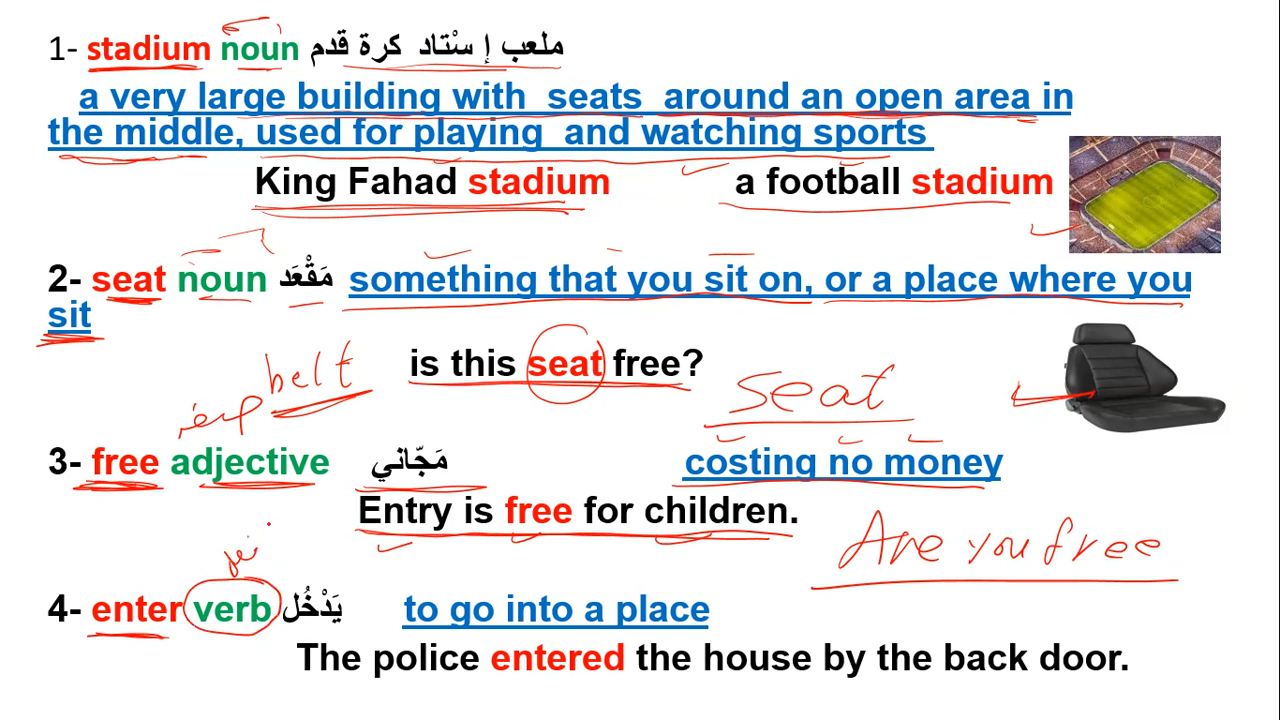 1- stadium noun ملعب إ سْتاد كرة قدم
a very large building with seats around an open area in
the middle, used for playing and watching sports
King Fahad stadium a football stadium
2- seat noun مَقْعَد something that you sit on, or a place where you
sit
is this seat free?
belt
seat
3- free adjective مَجّاني costing no money
Entry is free for children.
Are you free
4- enter verb يَدْخُل to go into a place
The police entered the house by the back door.